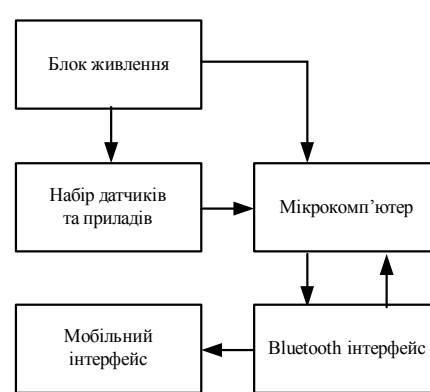 Блок живлення
Набір датчиків
та приладів
Мікрокомп’ютер
Мобільний
інтерфейс
Bluetooth інтерфейс